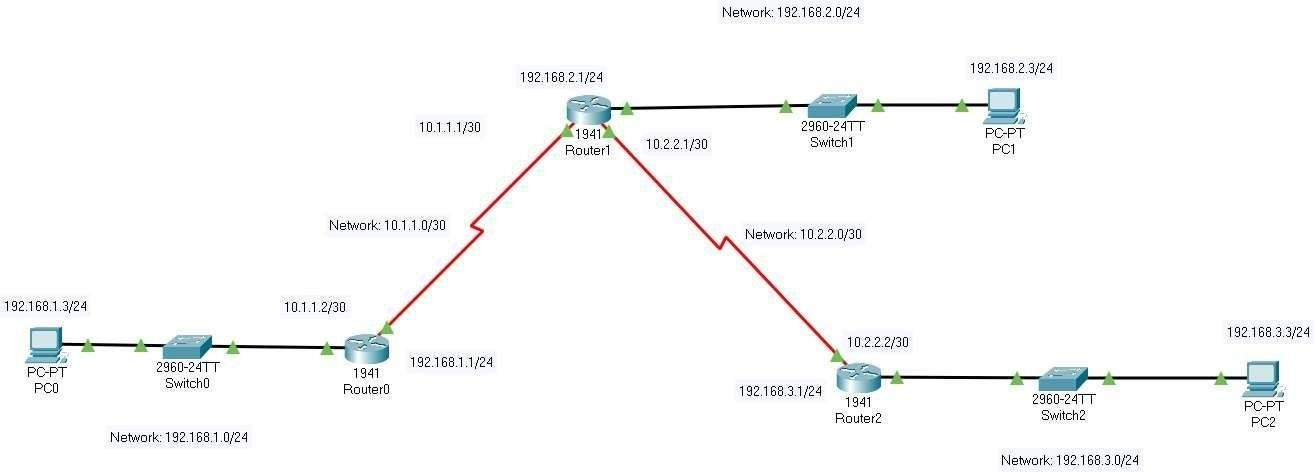 Network: 192.168.2.0/24
192.168.2.1/24
192.168.2.3/24
10.1.1.1/30
1941
Router1
10.2.2.1/30
2960-24TT
Switch1
PC-PT
PC1
Network: 10.1.1.0/30
Network: 10.2.2.0/30
192.168.1.3/24
10.1.1.2/30
PC-PT
PC0
2960-24TT
Switch0
1941
Router0
192.168.1.1/24
Network: 192.168.1.0/24
10.2.2.2/30
192.168.3.3/24
192.168.3.1/24
1941
Router2
2960-24TT
Switch2
PC-PT
PC2
Network: 192.168.3.0/24